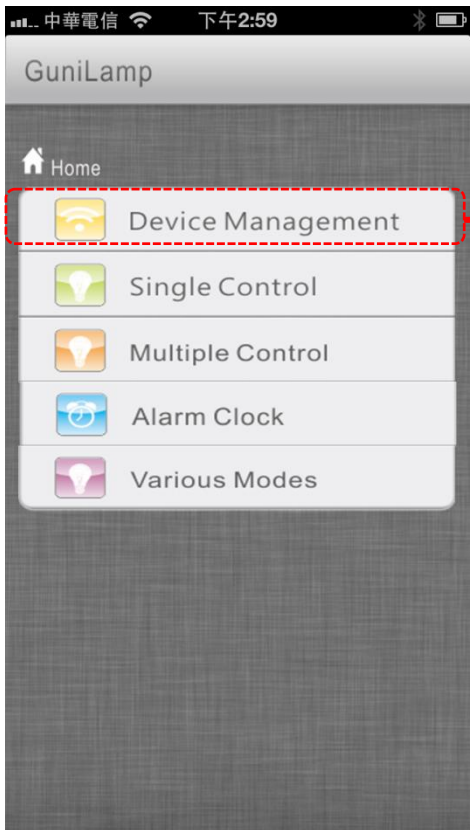 中華電信 下午2:59
GuniLamp
Home
Device Management
Single Control
Multiple Control
Alarm Clock
Various Modes